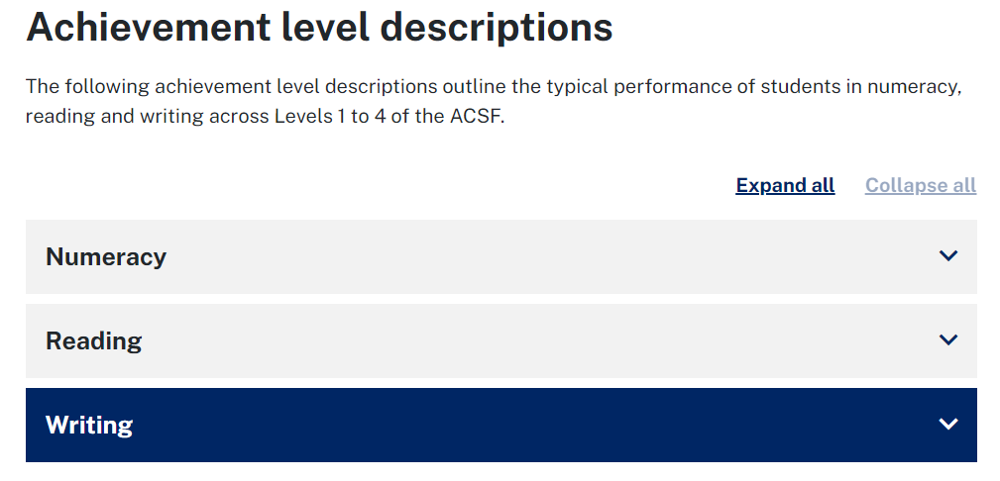 Achievement level descriptions
The following achievement level descriptions outline the typical performance of students in numeracy,
reading and writing across Levels 1 to 4 of the ACSF.
Expand all Collapse all
Numeracy
Reading
Writing